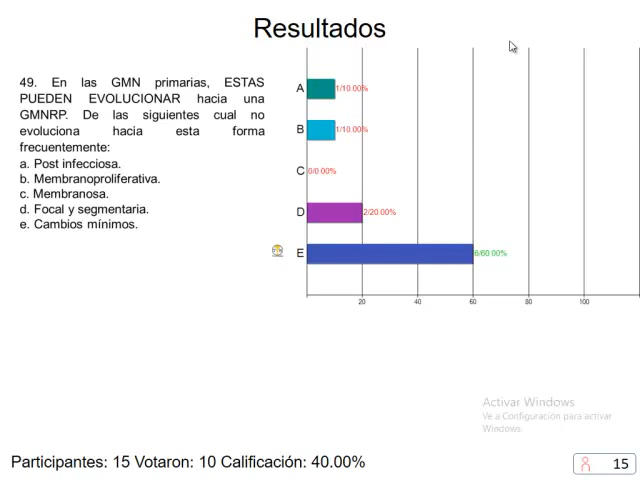 Resultados
49. En las GMN primarias, ESTAS
PUEDEN EVOLUCIONAR hacia una
GMNRP. De las siguientes cual no
evoluciona hacia esta forma
frecuentemente:
a. Post infecciosa.
b. Membranoproliferativa.
c. Membranosa.
d. Focal y segmentaria.
e. Cambios mínimos.
A 1/10.00%
B 1/10.00%
C 0/0.00%
D 2/20.00%
E 6/60.00%
20 40 60 80 100
Activar Windows
Ve a Configuración para activar
Windows.
Participantes: 15 Votaron: 10 Calificación: 40.00%
15